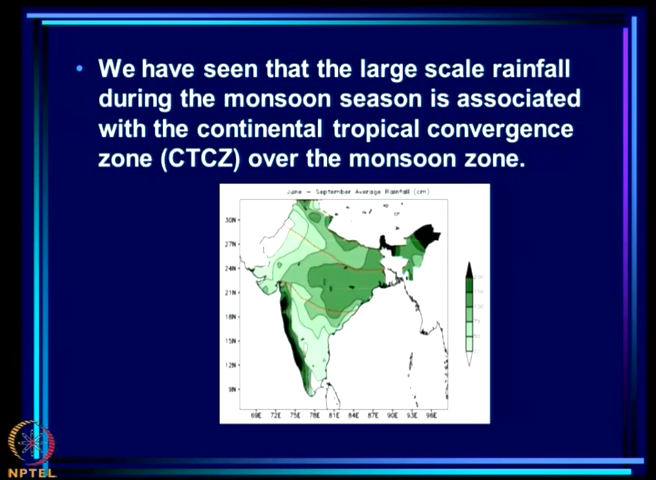 • We have seen that the large scale rainfall
during the monsoon season is associated
with the continental tropical convergence
zone (CTCZ) over the monsoon zone.
June - September Average Rainfall (cm)
30N
27N
24N
21N
18N
15N
12N
9N
69E 72E 75E 78E 81E 84E 87E 90E 93E 96E
NPTEL